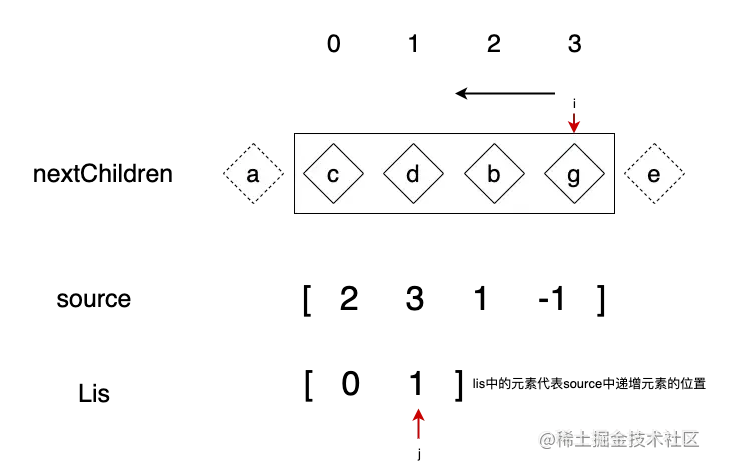 0 1 2 3
i
nextChildren a c d b g e
source [ 2 3 1 -1 ]
Lis [ 0 1 ] lis中的元素代表source中递增元素的位置
j
@稀土掘金技术社区